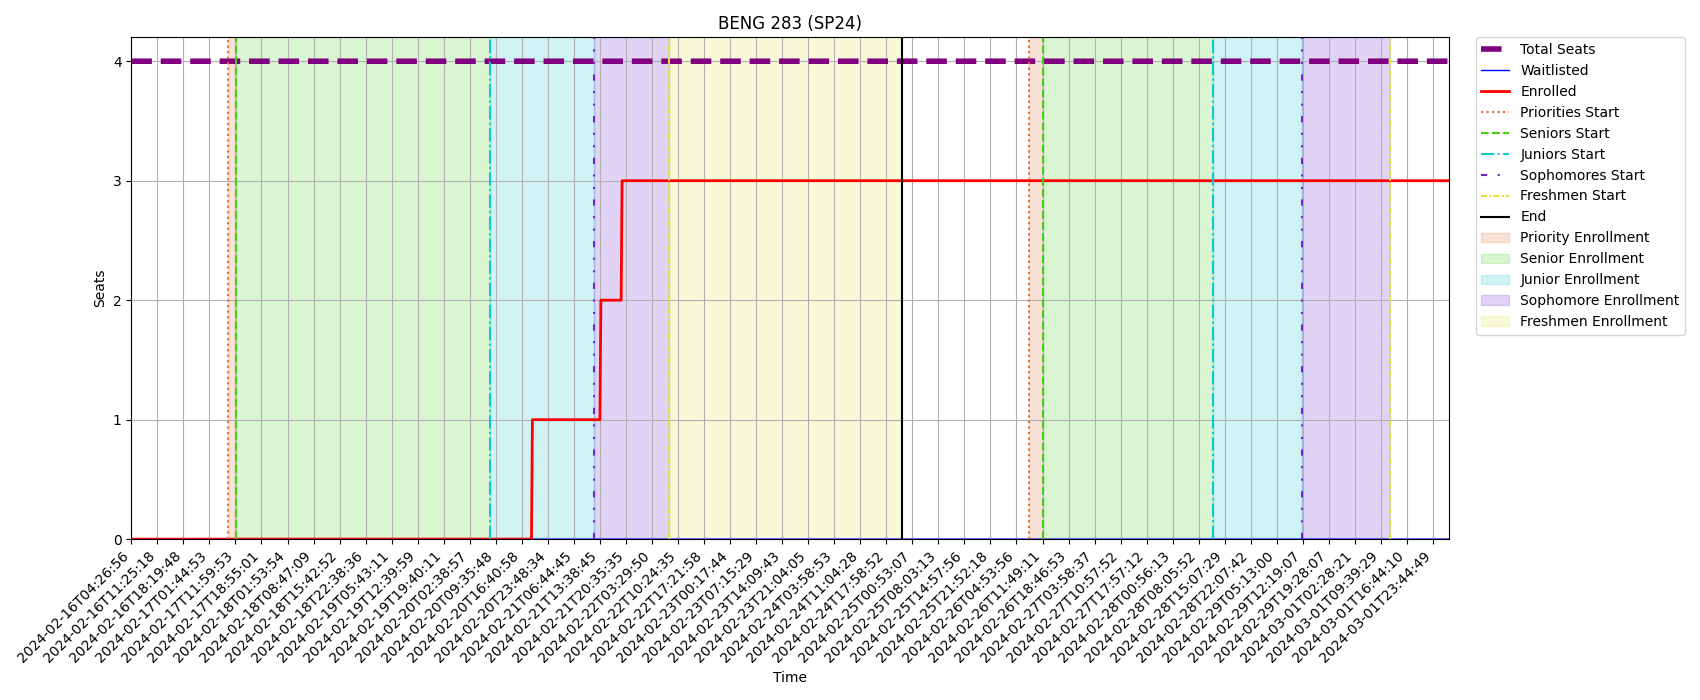 BENG 283 (SP24)
Seats
4
3
2
1
0
2024-02-16T04:26:56
2024-02-16T11:25:18
2024-02-16T18:19:48
2024-02-17T01:44:53
2024-02-17T11:59:53
2024-02-17T18:55:01
2024-02-18T01:53:54
2024-02-18T08:47:09
2024-02-18T15:42:52
2024-02-18T22:38:36
2024-02-19T05:43:11
2024-02-19T12:39:59
2024-02-19T19:40:11
2024-02-20T02:38:57
2024-02-20T09:35:48
2024-02-20T16:40:58
2024-02-20T23:48:34
2024-02-21T06:44:45
2024-02-21T13:38:45
2024-02-21T20:35:35
2024-02-22T03:29:50
2024-02-22T10:24:35
2024-02-22T17:21:58
2024-02-23T00:17:44
2024-02-23T07:15:29
2024-02-23T14:09:43
2024-02-23T21:04:05
2024-02-24T03:58:53
2024-02-24T11:04:28
2024-02-24T17:58:52
2024-02-25T00:53:07
2024-02-25T08:03:13
2024-02-25T14:57:56
2024-02-25T21:52:18
2024-02-26T04:53:56
2024-02-26T11:49:11
2024-02-26T18:46:53
2024-02-27T03:58:37
2024-02-27T10:57:52
2024-02-27T17:57:12
2024-02-28T00:56:13
2024-02-28T08:05:52
2024-02-28T15:07:29
2024-02-28T22:07:42
2024-02-29T05:13:00
2024-02-29T12:19:07
2024-02-29T19:28:07
2024-03-01T02:28:21
2024-03-01T09:39:29
2024-03-01T16:44:10
2024-03-01T23:44:49
Time
Total Seats
Waitlisted
Enrolled
Priorities Start
Seniors Start
Juniors Start
Sophomores Start
Freshmen Start
End
Priority Enrollment
Senior Enrollment
Junior Enrollment
Sophomore Enrollment
Freshmen Enrollment